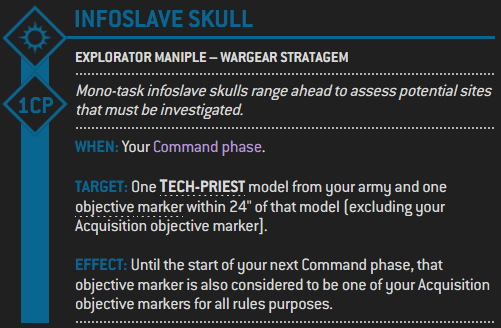 INFOSLAVE SKULL
EXPLORATOR MANIPLE – WARGEAR STRATAGEM
Mono-task infoslave skulls range ahead to assess potential sites
that must be investigated.
1CP
WHEN: Your Command phase.
TARGET: One TECH-PRIEST model from your army and one
objective marker within 24" of that model (excluding your
Acquisition objective marker).
EFFECT: Until the start of your next Command phase, that
objective marker is also considered to be one of your Acquisition
objective markers for all rules purposes.